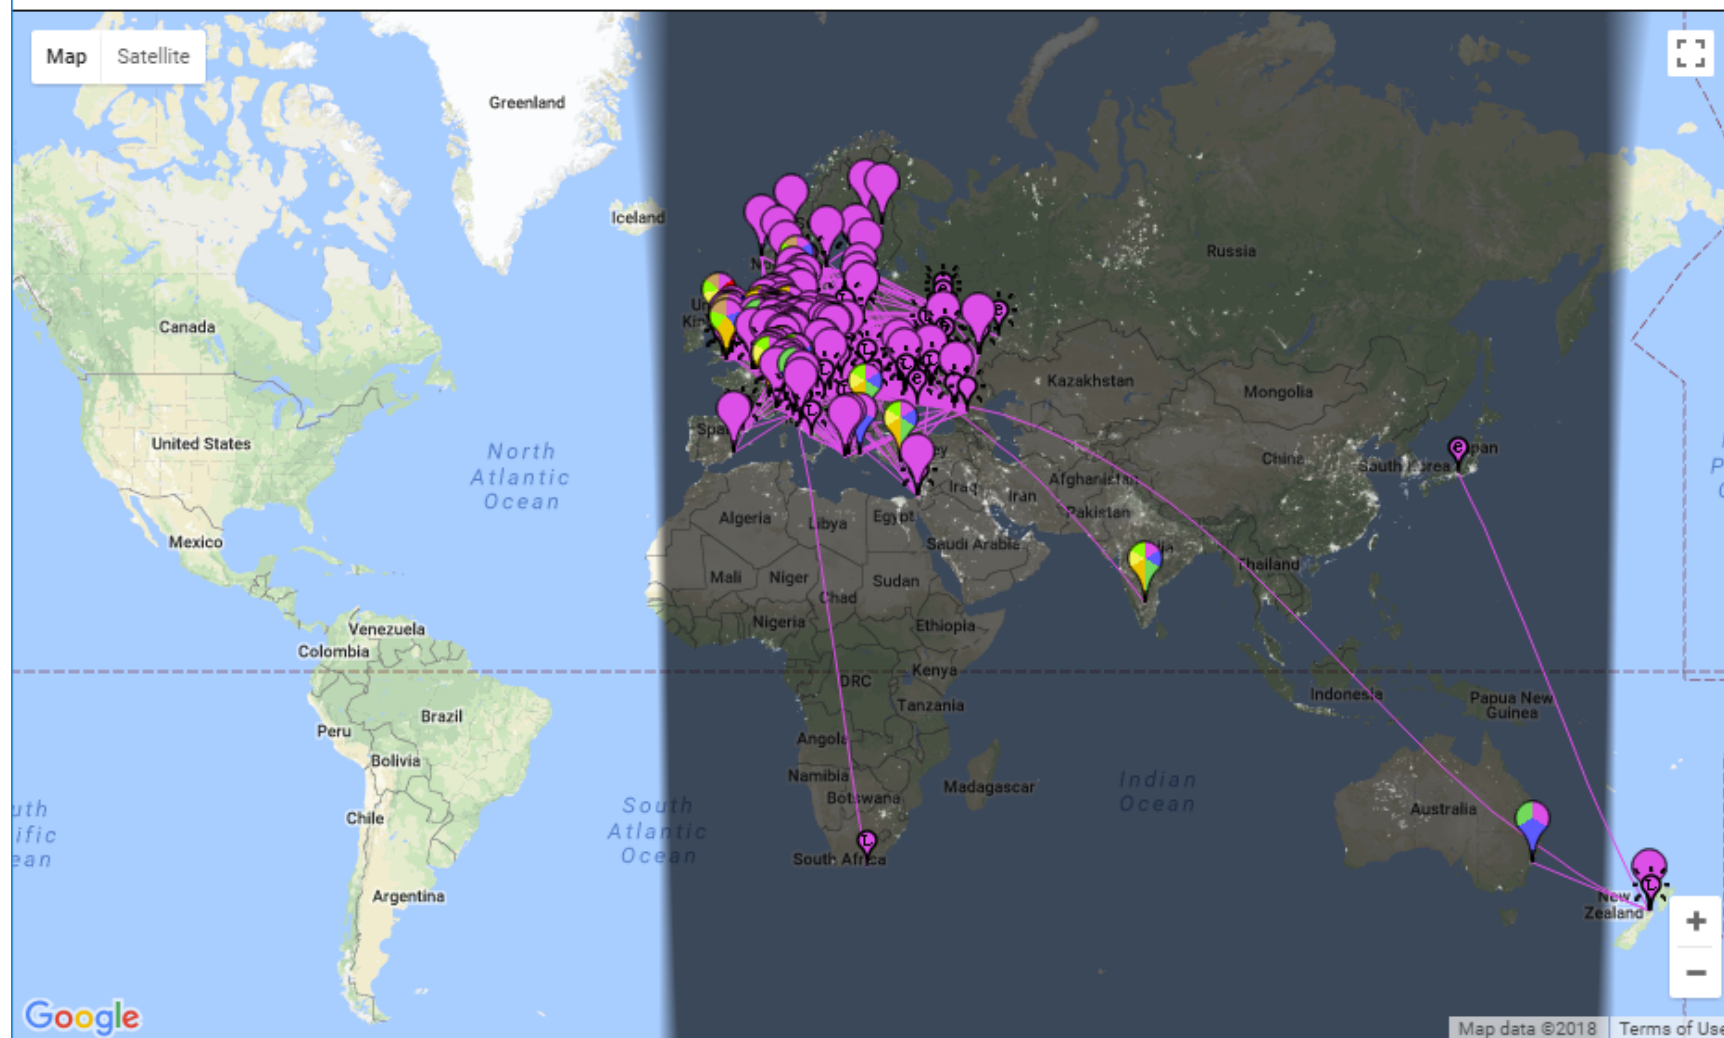 Map
Satellite
Greenland
Iceland
Russia
Canada
Kazakhstan
Mongolia
United States
North
Atlantic
Ocean
China
South Korea
Afghanistan
Iraq
Iran
Pakistan
Algeria
Libya
Egypt
Saudi Arabia
Mexico
Mali
Niger
Sudan
Chad
Thailand
Nigeria
Ethiopia
Venezuela
Colombia
Kenya
DRC
Tanzania
Indonesia
Papua New
Guinea
Brazil
Peru
Angola
Bolivia
Namibia
Botswana
Madagascar
Indian
Ocean
Australia
South
Atlantic
Ocean
Chile
South Africa
Argentina
New
Zealand
Google
Map data ©2018
Terms of Use